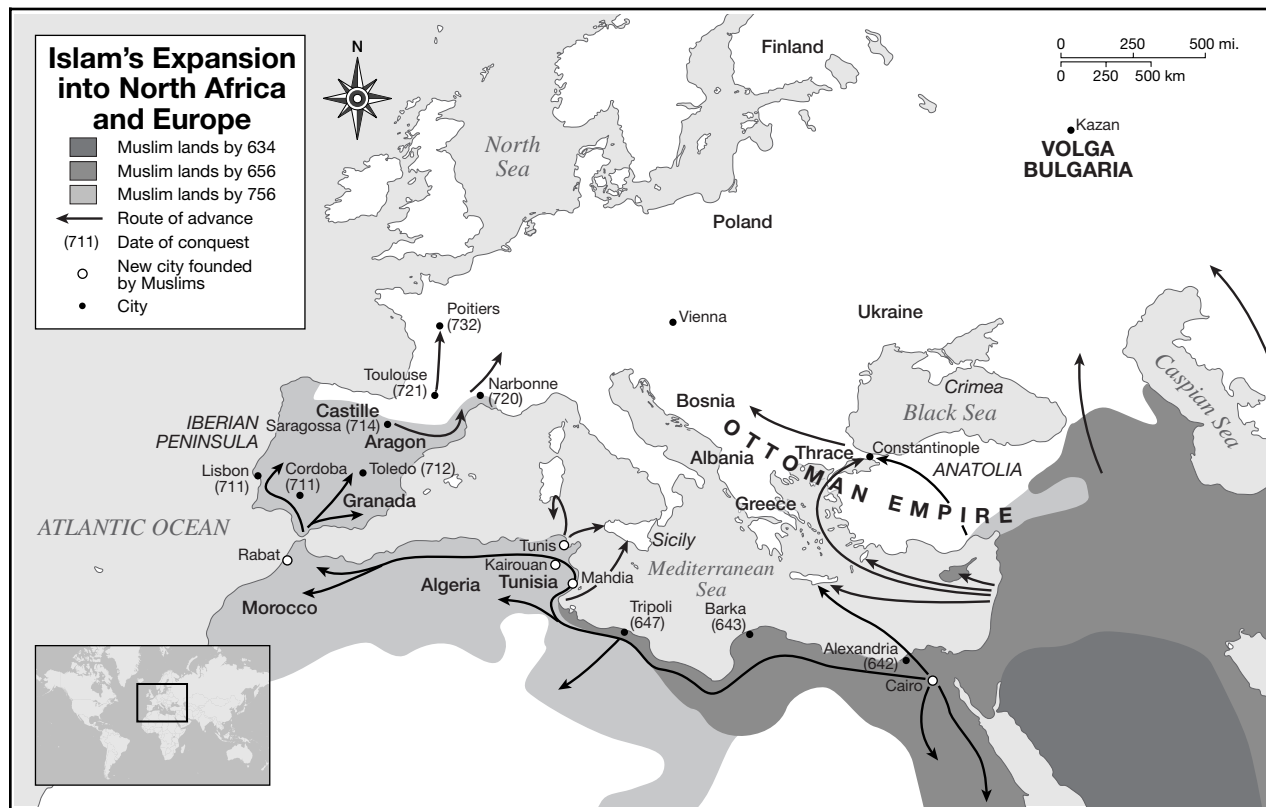 Islam's Expansion
into North Africa
and Europe
Muslim lands by 634
Muslim lands by 656
Muslim lands by 756
Route of advance
(711)
Date of conquest
New city founded
by Muslims
City
N
0 250 500 mi.
0 250 500 km
Finland
North
Sea
Kazan
VOLGA
BULGARIA
Poland
Poitiers
(732)
Vienna
Ukraine
Toulouse
(721)
Narbonne
(720)
Crimea
Black Sea
Caspian Sea
Bosnia
IBERIAN
PENINSULA
Castille
Saragossa (714)
Aragon
OTTOMAN EMPIRE
Thrace
Constantinople
Albania
ANATOLIA
Lisbon
(711)
Cordoba
(711)
Toledo (712)
Granada
Greece
ATLANTIC OCEAN
Rabat
Tunis
Sicily
Kairouan
Mediterranean
Sea
Algeria
Tunisia
Mahdia
Morocco
Tripoli
(647)
Barka
(643)
Alexandria
(642)
Cairo